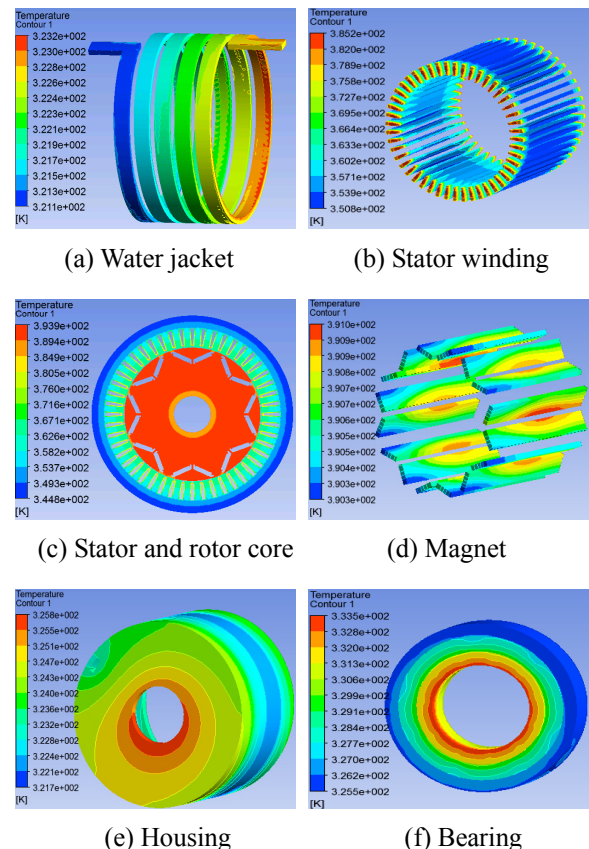 Temperature
Contour 1
3.232e+002
3.230e+002
3.228e+002
3.226e+002
3.225e+002
3.223e+002
3.221e+002
3.219e+002
3.217e+002
3.215e+002
3.213e+002
3.211e+002
[K]
(a) Water jacket
Temperature
Contour 1
3.852e+002
3.820e+002
3.789e+002
3.758e+002
3.727e+002
3.695e+002
3.664e+002
3.633e+002
3.602e+002
3.571e+002
3.539e+002
3.508e+002
[K]
(b) Stator winding
Temperature
Contour 1
3.939e+002
3.894e+002
3.849e+002
3.805e+002
3.760e+002
3.716e+002
3.671e+002
3.626e+002
3.582e+002
3.537e+002
3.493e+002
3.448e+002
[K]
(c) Stator and rotor core
Temperature
Contour 1
3.910e+002
3.909e+002
3.909e+002
3.908e+002
3.907e+002
3.907e+002
3.906e+002
3.905e+002
3.905e+002
3.904e+002
3.903e+002
3.903e+002
[K]
(d) Magnet
Temperature
Contour 1
3.258e+002
3.255e+002
3.251e+002
3.247e+002
3.243e+002
3.240e+002
3.236e+002
3.232e+002
3.228e+002
3.224e+002
3.221e+002
3.217e+002
[K]
(e) Housing
Temperature
Contour 1
3.335e+002
3.328e+002
3.320e+002
3.313e+002
3.306e+002
3.299e+002
3.291e+002
3.284e+002
3.277e+002
3.270e+002
3.262e+002
3.255e+002
[K]
(f) Bearing